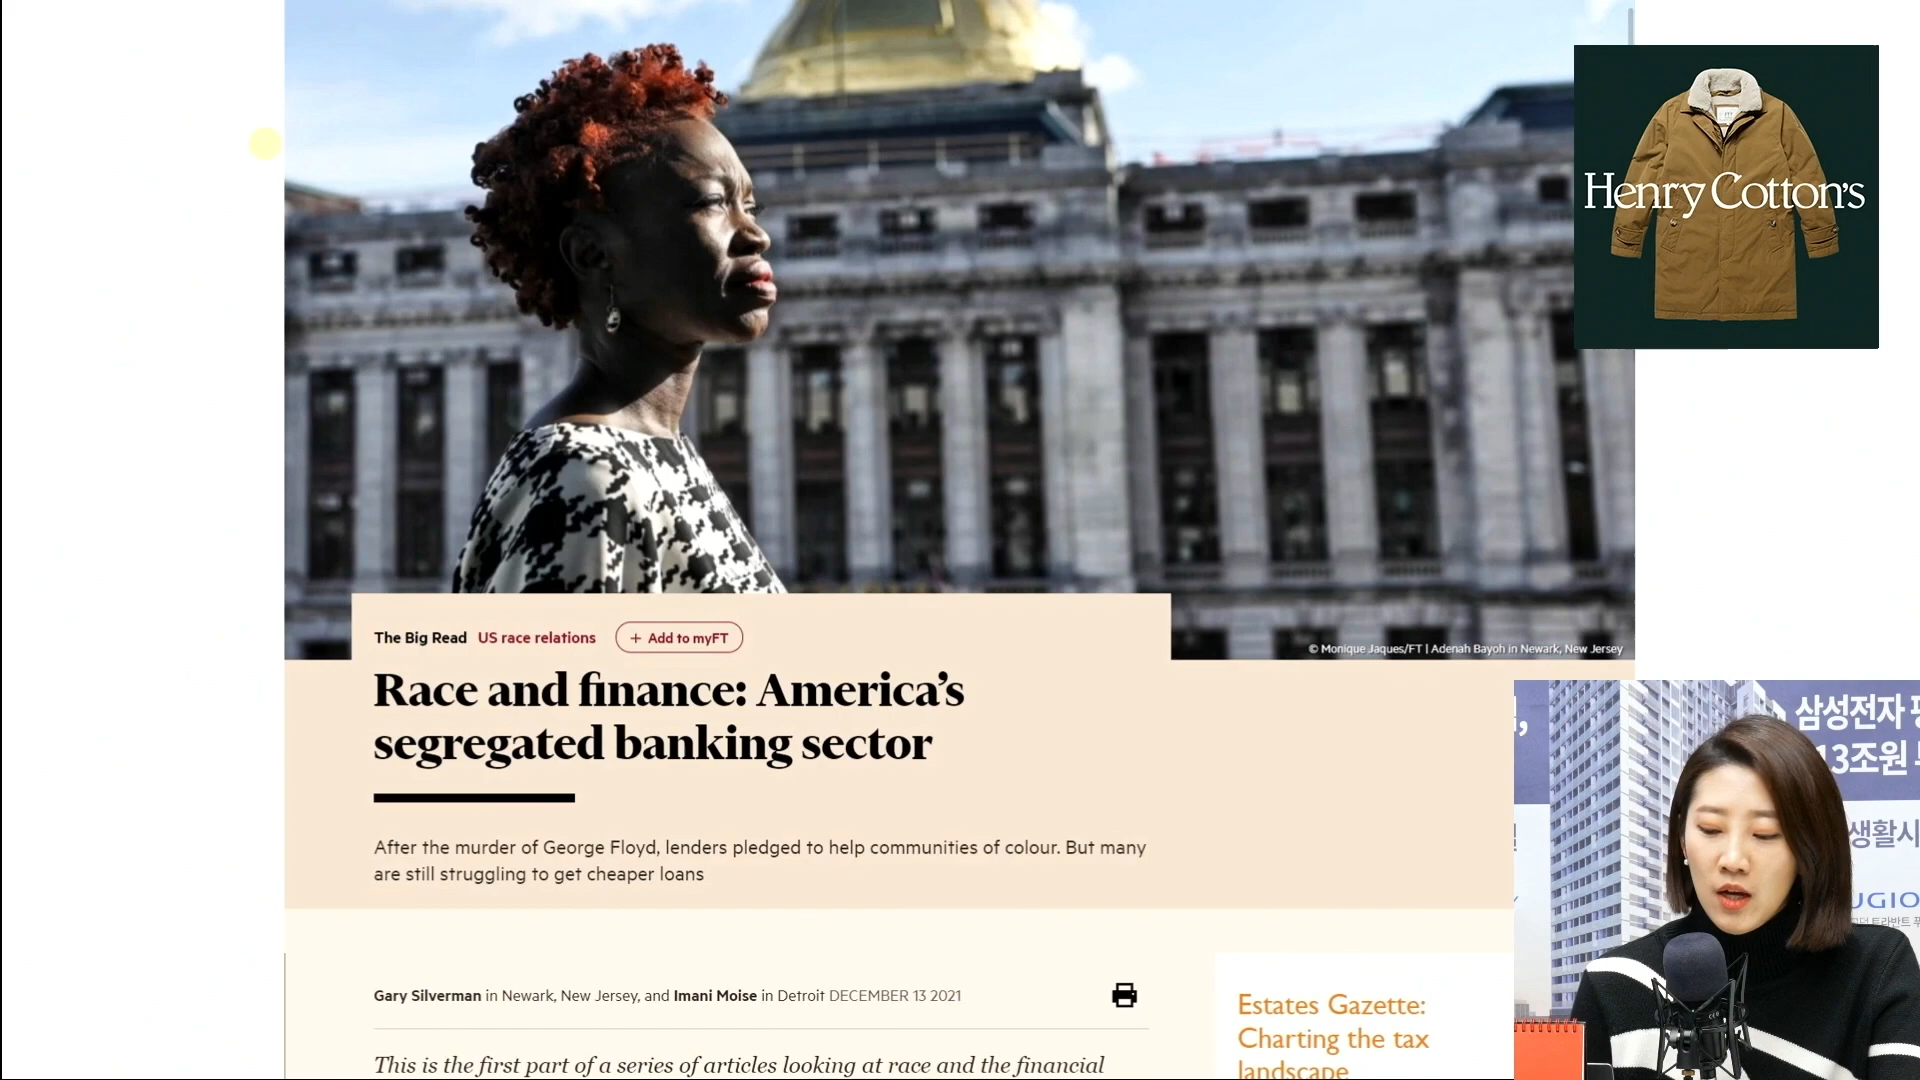 Henry Cotton's
© Monique Jaques/FT | Adenah Bayoh in Newark, New Jersey
The Big Read US race relations + Add to myFT
Race and finance: America's
segregated banking sector
After the murder of George Floyd, lenders pledged to help communities of colour. But many
are still struggling to get cheaper loans
Gary Silverman in Newark, New Jersey, and Imani Moise in Detroit DECEMBER 13 2021
This is the first part of a series of articles looking at race and the financial
Estates Gazette:
Charting the tax
landscape
삼성전자
13조원
생활시
UGIO